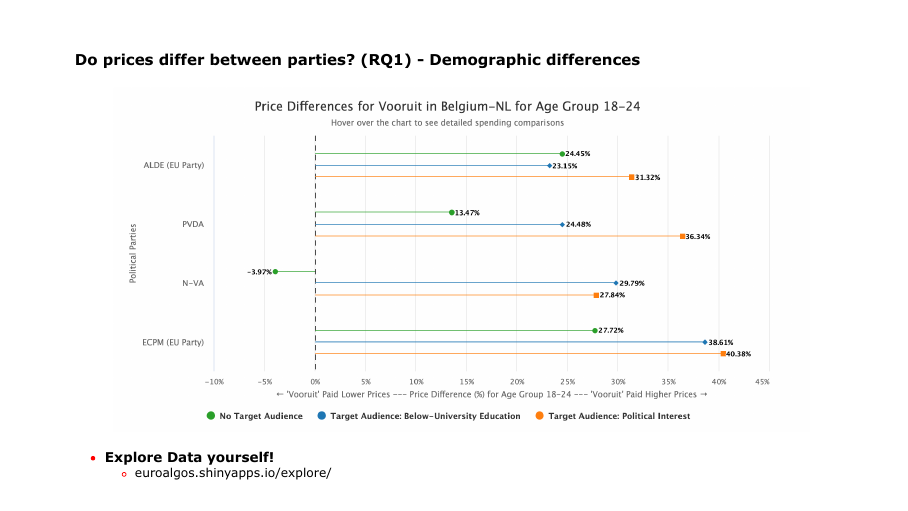 Do prices differ between parties? (RQ1) - Demographic differences
Price Differences for Vooruit in Belgium-NL for Age Group 18-24
Hover over the chart to see detailed spending comparisons
Political Parties
ALDE (EU Party)
24.45%
23.15%
31.32%
PVDA
13.47%
24.48%
36.34%
N-VA
-3.97%
29.79%
27.84%
ECPM (EU Party)
27.72%
38.61%
40.38%
-10% -5% 0% 5% 10% 15% 20% 25% 30% 35% 40% 45%
← 'Vooruit' Paid Lower Prices --- Price Difference (%) for Age Group 18-24 --- 'Vooruit' Paid Higher Prices →
No Target Audience Target Audience: Below-University Education Target Audience: Political Interest
Explore Data yourself!
euroalgos.shinyapps.io/explore/